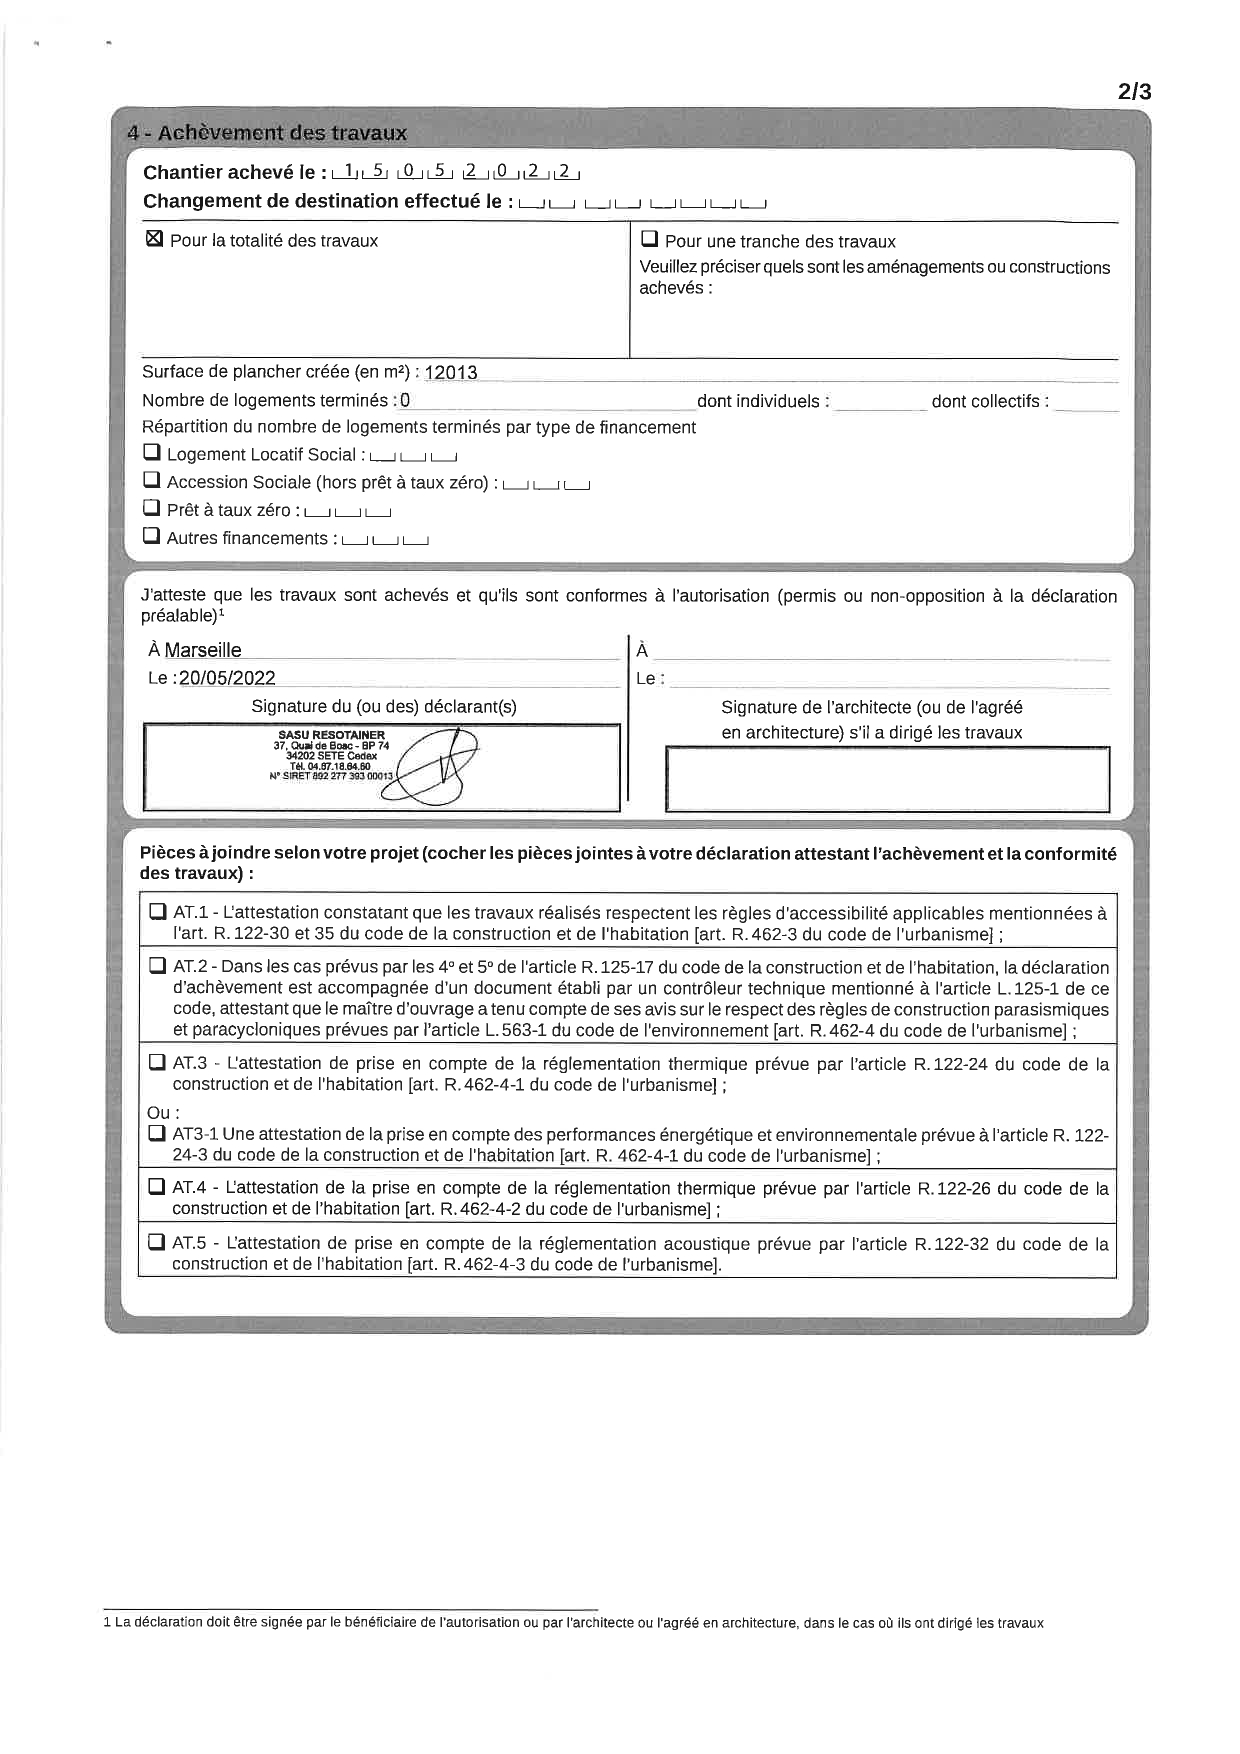 2/3
4 - Achèvement des travaux
Chantier achevé le : 1 5 0 5 2 0 2 2
Changement de destination effectué le :
☒ Pour la totalité des travaux
☐ Pour une tranche des travaux
Veuillez préciser quels sont les aménagements ou constructions
achevés :
Surface de plancher créée (en m²) : 12013
Nombre de logements terminés : 0 dont individuels : dont collectifs :
Répartition du nombre de logements terminés par type de financement
☐ Logement Locatif Social :
☐ Accession Sociale (hors prêt à taux zéro) :
☐ Prêt à taux zéro :
☐ Autres financements :
J'atteste que les travaux sont achevés et qu'ils sont conformes à l'autorisation (permis ou non-opposition à la déclaration
préalable)¹
À Marseille
Le : 20/05/2022
Signature du (ou des) déclarant(s)
SASU RESOTAINER
37, Quai de Bosc - BP 74
34202 SETE Cedex
Tél. 04.67.18.64.60
N° SIRET 892 277 393 00013
À
Le :
Signature de l'architecte (ou de l'agréé
en architecture) s'il a dirigé les travaux
Pièces à joindre selon votre projet (cocher les pièces jointes à votre déclaration attestant l'achèvement et la conformité
des travaux) :
☐ AT.1 - L'attestation constatant que les travaux réalisés respectent les règles d'accessibilité applicables mentionnées à
l'art. R. 122-30 et 35 du code de la construction et de l'habitation [art. R. 462-3 du code de l'urbanisme] ;
☐ AT.2 - Dans les cas prévus par les 4° et 5° de l'article R. 125-17 du code de la construction et de l'habitation, la déclaration
d'achèvement est accompagnée d'un document établi par un contrôleur technique mentionné à l'article L. 125-1 de ce
code, attestant que le maître d'ouvrage a tenu compte de ses avis sur le respect des règles de construction parasismiques
et paracycloniques prévues par l'article L. 563-1 du code de l'environnement [art. R. 462-4 du code de l'urbanisme] ;
☐ AT.3 - L'attestation de prise en compte de la réglementation thermique prévue par l'article R. 122-24 du code de la
construction et de l'habitation [art. R. 462-4-1 du code de l'urbanisme] ;
Ou :
☐ AT3-1 Une attestation de la prise en compte des performances énergétique et environnementale prévue à l'article R. 122-
24-3 du code de la construction et de l'habitation [art. R. 462-4-1 du code de l'urbanisme] ;
☐ AT.4 - L'attestation de la prise en compte de la réglementation thermique prévue par l'article R. 122-26 du code de la
construction et de l'habitation [art. R. 462-4-2 du code de l'urbanisme] ;
☐ AT.5 - L'attestation de prise en compte de la réglementation acoustique prévue par l'article R. 122-32 du code de la
construction et de l'habitation [art. R. 462-4-3 du code de l'urbanisme].
1 La déclaration doit être signée par le bénéficiaire de l'autorisation ou par l'architecte ou l'agréé en architecture, dans le cas où ils ont dirigé les travaux